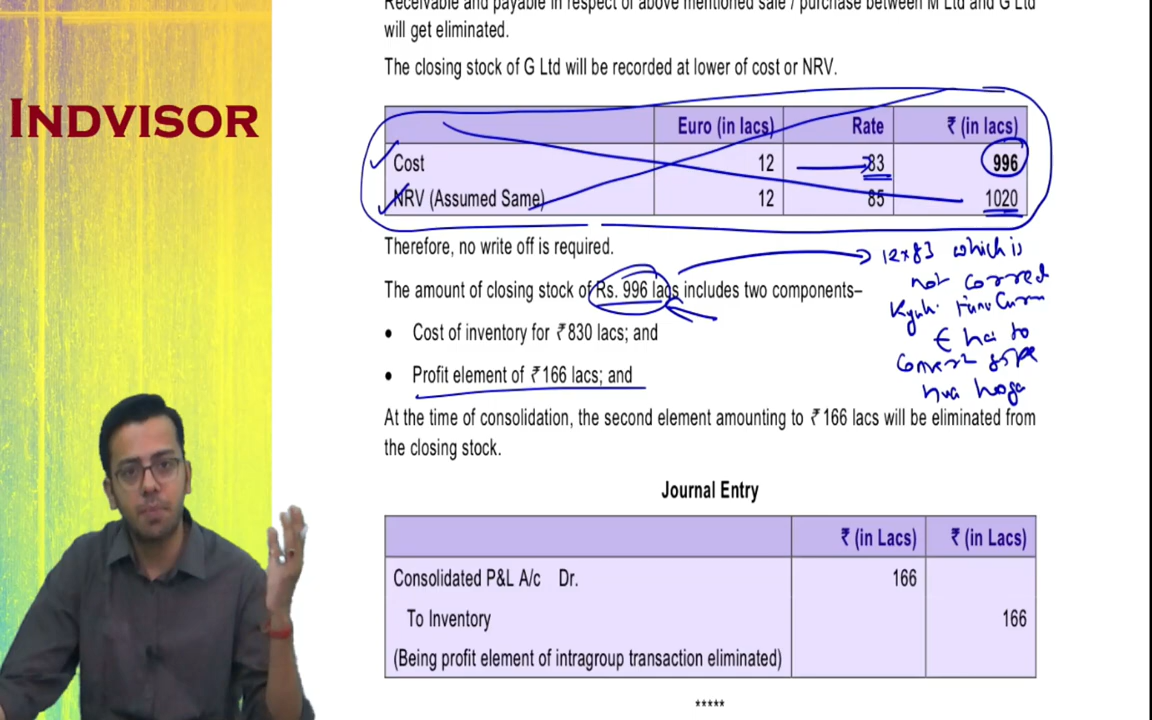 Receivable and payable in respect of above mentioned sale / purchase between M Ltd and G Ltd
will get eliminated.
INDVISOR
The closing stock of G Ltd will be recorded at lower of cost or NRV.
Euro (in lacs) Rate ₹ (in lacs)
Cost 12 83 996
NRV (Assumed Same) 12 85 1020
Therefore, no write off is required.
12x83 which is
The amount of closing stock of Rs. 996 lacs includes two components–
not correct
Kyuki
€ hai to
hua hoga
• Cost of inventory for ₹ 830 lacs; and
• Profit element of ₹ 166 lacs; and
At the time of consolidation, the second element amounting to ₹ 166 lacs will be eliminated from
the closing stock.
Journal Entry
₹ (in Lacs) ₹ (in Lacs)
Consolidated P&L A/c Dr. 166
To Inventory 166
(Being profit element of intragroup transaction eliminated)
*****